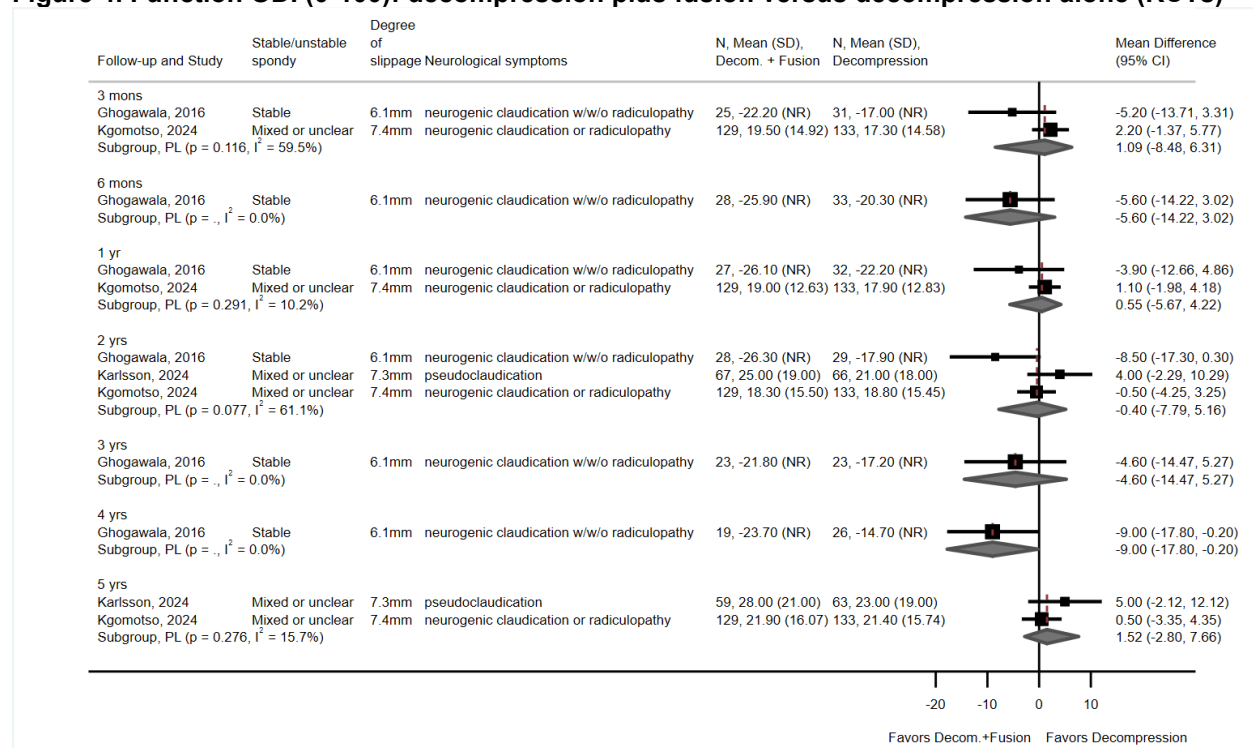 Function ODI (0-100): decompression plus fusion versus decompression alone (RCTs)
Follow-up and Study Stable/unstable spondy Degree of slippage Neurological symptoms N, Mean (SD), Decom. + Fusion N, Mean (SD), Decompression Mean Difference (95% CI)
3 mons
Ghogawala, 2016 Stable 6.1mm neurogenic claudication w/w/o radiculopathy 25, -22.20 (NR) 31, -17.00 (NR) -5.20 (-13.71, 3.31)
Kgomotso, 2024 Mixed or unclear 7.4mm neurogenic claudication or radiculopathy 129, 19.50 (14.92) 133, 17.30 (14.58) 2.20 (-1.37, 5.77)
Subgroup, PL (p = 0.116, I² = 59.5%) 1.09 (-8.48, 6.31)
6 mons
Ghogawala, 2016 Stable 6.1mm neurogenic claudication w/w/o radiculopathy 28, -25.90 (NR) 33, -20.30 (NR) -5.60 (-14.22, 3.02)
Subgroup, PL (p = ., I² = 0.0%) -5.60 (-14.22, 3.02)
1 yr
Ghogawala, 2016 Stable 6.1mm neurogenic claudication w/w/o radiculopathy 27, -26.10 (NR) 32, -22.20 (NR) -3.90 (-12.66, 4.86)
Kgomotso, 2024 Mixed or unclear 7.4mm neurogenic claudication or radiculopathy 129, 19.00 (12.63) 133, 17.90 (12.83) 1.10 (-1.98, 4.18)
Subgroup, PL (p = 0.291, I² = 10.2%) 0.55 (-5.67, 4.22)
2 yrs
Ghogawala, 2016 Stable 6.1mm neurogenic claudication w/w/o radiculopathy 28, -26.30 (NR) 29, -17.90 (NR) -8.50 (-17.30, 0.30)
Karlsson, 2024 Mixed or unclear 7.3mm pseudoclaudication 67, 25.00 (19.00) 66, 21.00 (18.00) 4.00 (-2.29, 10.29)
Kgomotso, 2024 Mixed or unclear 7.4mm neurogenic claudication or radiculopathy 129, 18.30 (15.50) 133, 18.80 (15.45) -0.50 (-4.25, 3.25)
Subgroup, PL (p = 0.077, I² = 61.1%) -0.40 (-7.79, 5.16)
3 yrs
Ghogawala, 2016 Stable 6.1mm neurogenic claudication w/w/o radiculopathy 23, -21.80 (NR) 23, -17.20 (NR) -4.60 (-14.47, 5.27)
Subgroup, PL (p = ., I² = 0.0%) -4.60 (-14.47, 5.27)
4 yrs
Ghogawala, 2016 Stable 6.1mm neurogenic claudication w/w/o radiculopathy 19, -23.70 (NR) 26, -14.70 (NR) -9.00 (-17.80, -0.20)
Subgroup, PL (p = ., I² = 0.0%) -9.00 (-17.80, -0.20)
5 yrs
Karlsson, 2024 Mixed or unclear 7.3mm pseudoclaudication 59, 28.00 (21.00) 63, 23.00 (19.00) 5.00 (-2.12, 12.12)
Kgomotso, 2024 Mixed or unclear 7.4mm neurogenic claudication or radiculopathy 129, 21.90 (16.07) 133, 21.40 (15.74) 0.50 (-3.35, 4.35)
Subgroup, PL (p = 0.276, I² = 15.7%) 1.52 (-2.80, 7.66)
-20 -10 0 10
Favors Decom.+Fusion Favors Decompression